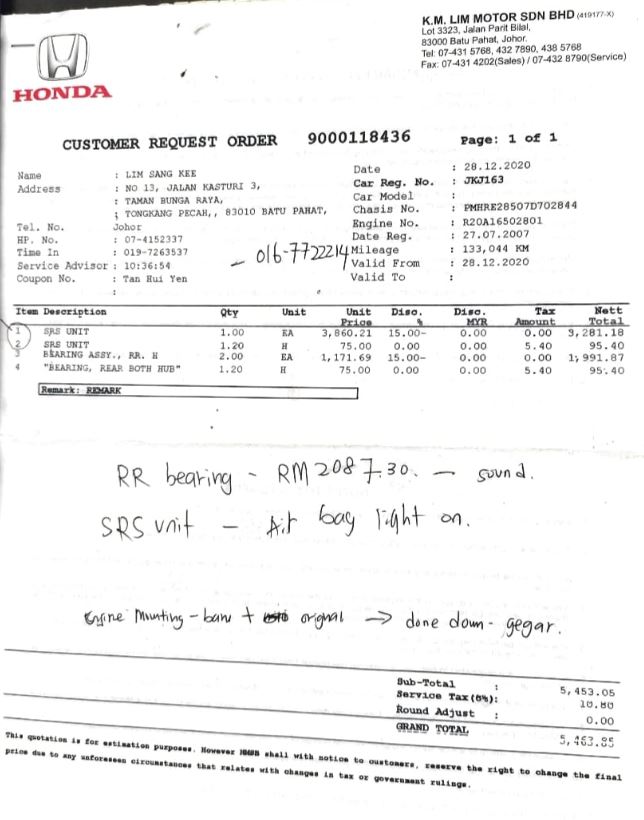 HONDA
K.M. LIM MOTOR SDN BHD (419177-X)
Lot 3323, Jalan Parit Bilal,
83000 Batu Pahat, Johor.
Tel: 07-431 5768, 432 7890, 438 5768
Fax: 07-431 4202(Sales) / 07-432 8790(Service)
CUSTOMER REQUEST ORDER 9000118436 Page: 1 of 1
Name : LIM SANG KEE
Address : NO 13, JALAN KASTURI 3,
: TAMAN BUNGA RAYA,
; TONGKANG PECAH,, 83010 BATU PAHAT,
Tel. No. Johor
HP. No. : 07-4152337
Time In : 019-7263537
Service Advisor : 10:36:54
Coupon No. : Tan Hui Yen
:
– 016-7722214
Date : 28.12.2020
Car Reg. No. : JKJ163
Car Model :
Chasis No. : PMHRE28507D702844
Engine No. : R20A16502801
Date Reg. : 27.07.2007
Mileage : 133,044 KM
Valid From : 28.12.2020
Valid To :
Item Description Qty Unit Unit Price Disc. % Disc. MYR Tax Amount Nett Total
1 SRS UNIT 1.00 EA 3,860.21 15.00- 0.00 0.00 3,281.18
2 SRS UNIT 1.20 H 75.21 0.00 0.00 5.40 95.40
3 BEARING ASSY., RR. H 2.00 EA 1,171.69 15.00- 0.00 0.00 1,991.87
4 "BEARING, REAR BOTH HUB" 1.20 H 75.00 0.00 0.00 5.40 95.40
Remark: REMARK
RR bearing - RM 2087.30. – sound.
SRS unit – Air bag light on.
Engine Munting - baru + original → done down - gegar.
Sub-Total : 5,453.05
Service Tax(6%): 10.80
Round Adjust : 0.00
GRAND TOTAL 5,463.85
This quotation is for estimation purposes. However HMSB shall with notice to customers, reserve the right to change the final
price due to any unforeseen circumstances that relates with changes in tax or government rulings.